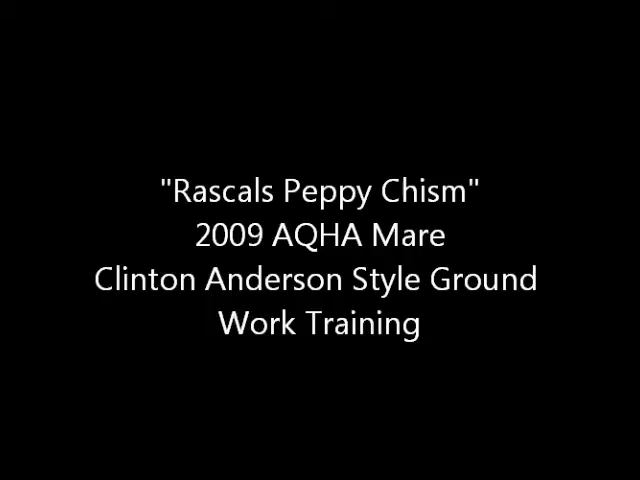 "Rascals Peppy Chism"
2009 AQHA Mare
Clinton Anderson Style Ground
Work Training